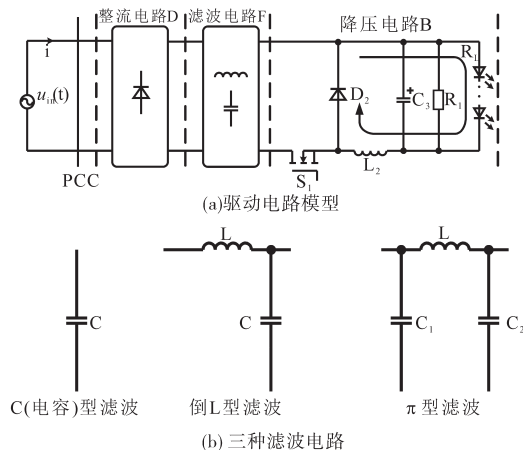 整流电路D 滤波电路F 降压电路B
i
u_in(t)
PCC
D₂
C₃
+
R₁
R_L
S₁
L₂
(a)驱动电路模型
L L
C C C₁ C₂
C(电容)型滤波 倒L型滤波 π型滤波
(b) 三种滤波电路